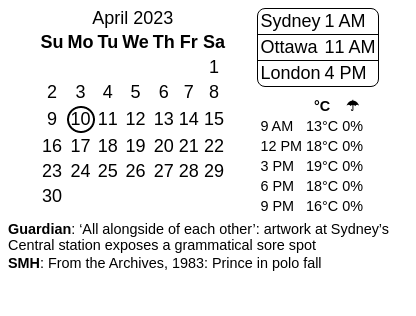 April 2023
Su Mo Tu We Th Fr Sa
1
2 3 4 5 6 7 8
9 10 11 12 13 14 15
16 17 18 19 20 21 22
23 24 25 26 27 28 29
30
Sydney 1 AM
Ottawa 11 AM
London 4 PM
°C ☂
9 AM 13°C 0%
12 PM 18°C 0%
3 PM 19°C 0%
6 PM 18°C 0%
9 PM 16°C 0%
Guardian: ‘All alongside of each other’: artwork at Sydney’s
Central station exposes a grammatical sore spot
SMH: From the Archives, 1983: Prince in polo fall